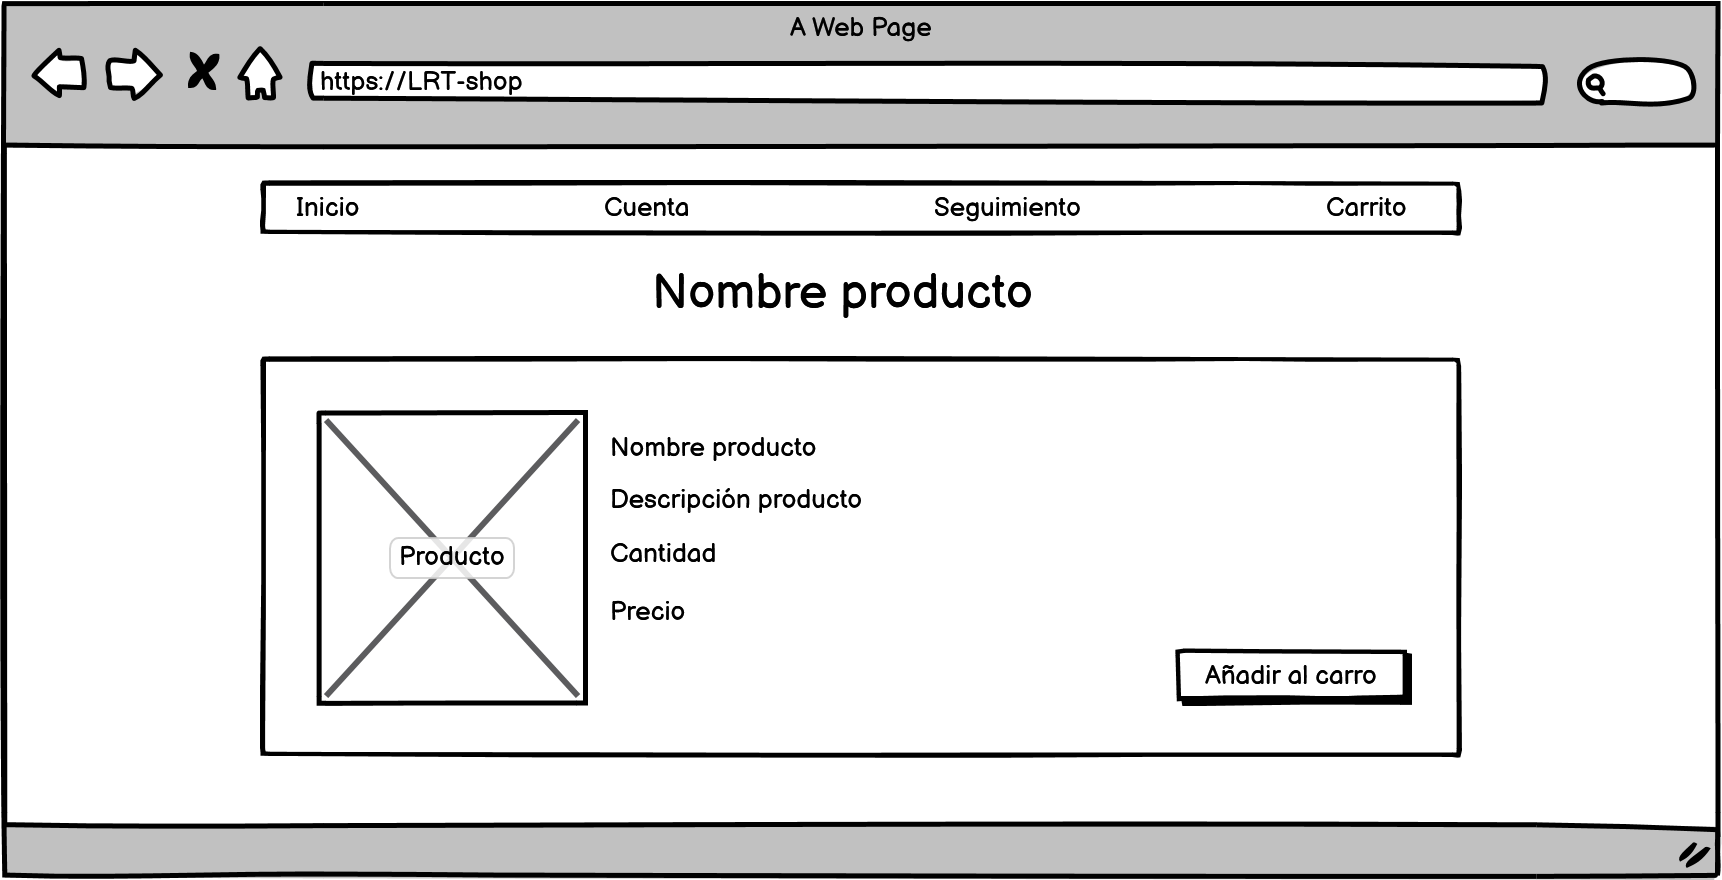 A Web Page
https://LRT-shop
Inicio Cuenta Seguimiento Carrito
Nombre producto
Producto
Nombre producto
Descripción producto
Cantidad
Precio
Añadir al carro